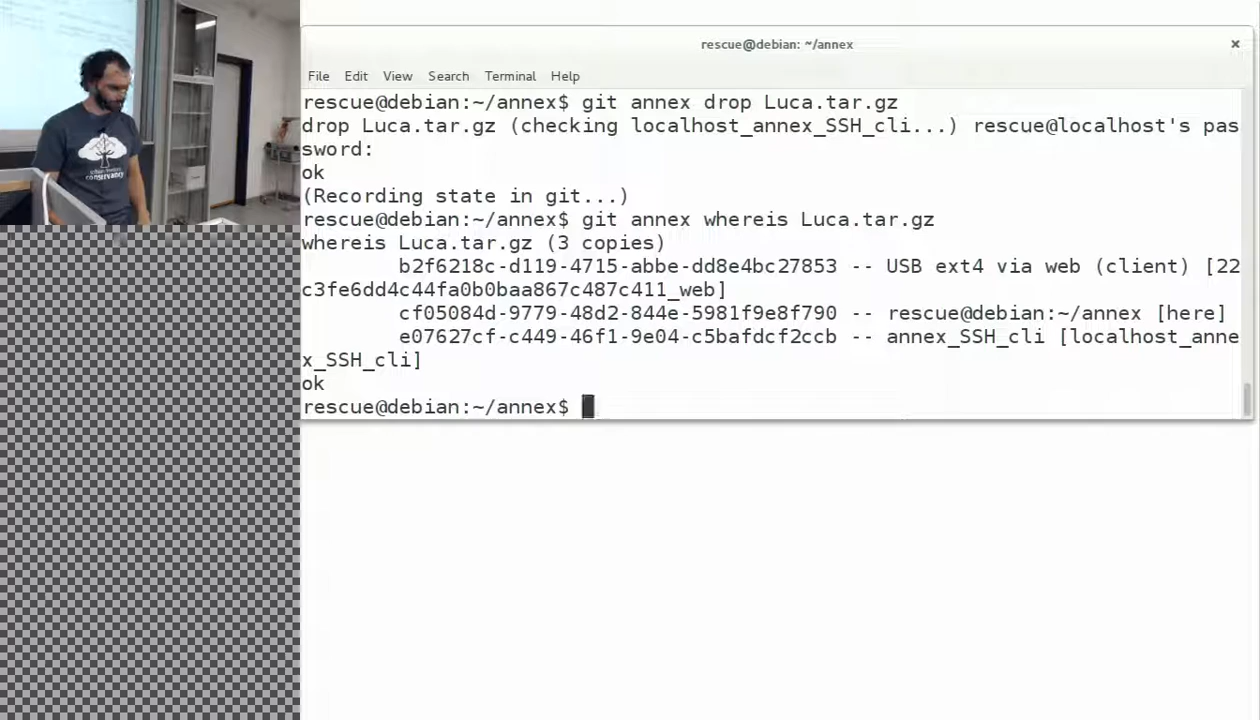 rescue@debian: ~/annex
File Edit View Search Terminal Help
rescue@debian:~/annex$ git annex drop Luca.tar.gz
drop Luca.tar.gz (checking localhost_annex_SSH_cli...) rescue@localhost's pas
sword:
ok
(Recording state in git...)
rescue@debian:~/annex$ git annex whereis Luca.tar.gz
whereis Luca.tar.gz (3 copies)
b2f6218c-d119-4715-abbe-dd8e4bc27853 -- USB ext4 via web (client) [22
c3fe6dd4c44fa0b0baa867c487c411_web]
cf05084d-9779-48d2-844e-5981f9e8f790 -- rescue@debian:~/annex [here]
e07627cf-c449-46f1-9e04-c5bafdcf2ccb -- annex_SSH_cli [localhost_anne
x_SSH_cli]
ok
rescue@debian:~/annex$
conservancy